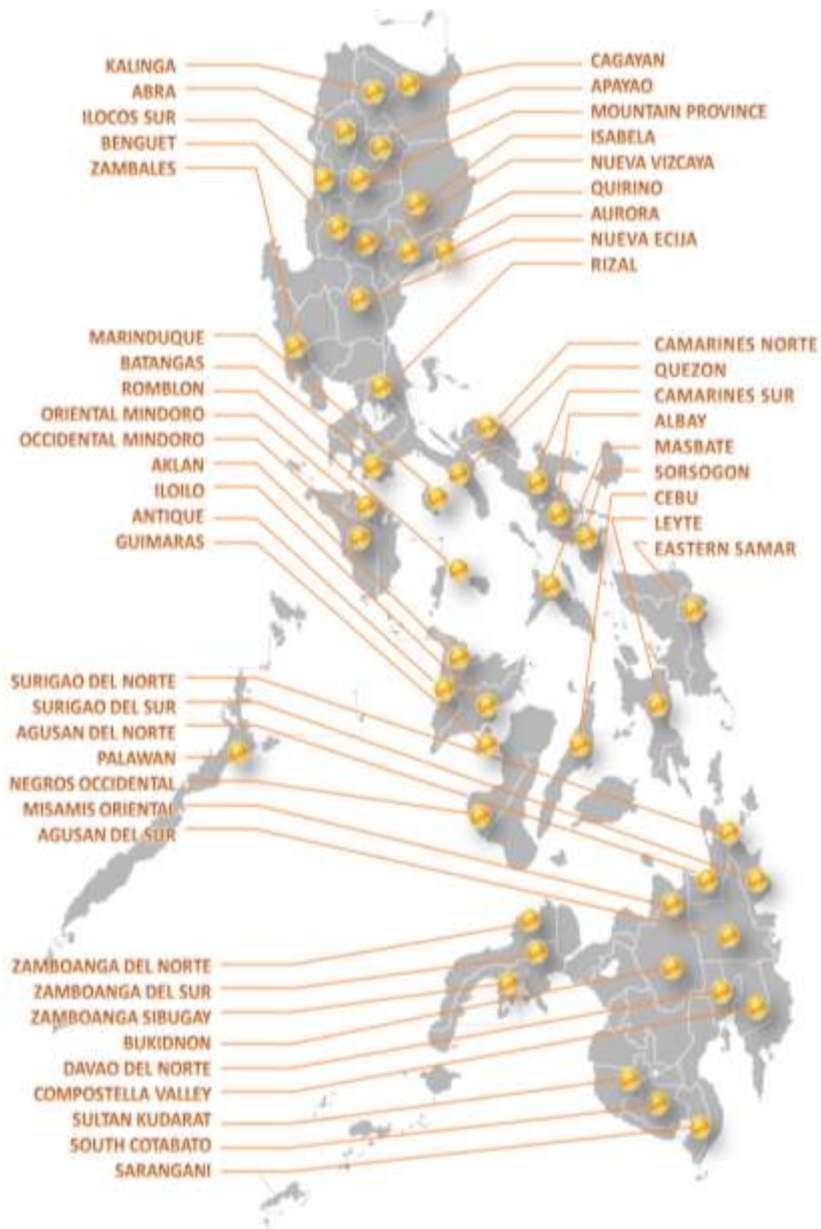 KALINGA
ABRA
ILOCOS SUR
BENGUET
ZAMBALES
CAGAYAN
APAYAO
MOUNTAIN PROVINCE
ISABELA
NUEVA VIZCAYA
QUIRINO
AURORA
NUEVA ECIJA
RIZAL
MARINDUQUE
BATANGAS
ROMBLON
ORIENTAL MINDORO
OCCIDENTAL MINDORO
AKLAN
ILOILO
ANTIQUE
GUIMARAS
CAMARINES NORTE
QUEZON
CAMARINES SUR
ALBAY
MASBATE
SORSOGON
CEBU
LEYTE
EASTERN SAMAR
SURIGAO DEL NORTE
SURIGAO DEL SUR
AGUSAN DEL NORTE
PALAWAN
NEGROS OCCIDENTAL
MISAMIS ORIENTAL
AGUSAN DEL SUR
ZAMBOANGA DEL NORTE
ZAMBOANGA DEL SUR
ZAMBOANGA SIBUGAY
BUKIDNON
DAVAO DEL NORTE
COMPOSTELLA VALLEY
SULTAN KUDARAT
SOUTH COTABATO
SARANGANI